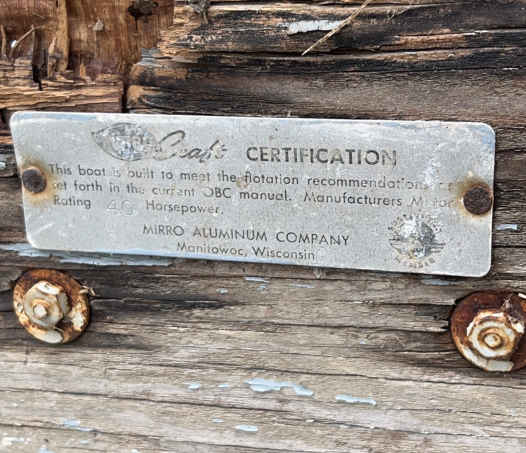 Craft CERTIFICATION
This boat is built to meet the flotation recommendations
set forth in the current OBC manual. Manufacturers Motor
Rating 40 Horsepower.
MIRRO ALUMINUM COMPANY
Manitowoc, Wisconsin